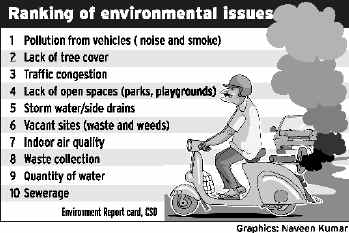 Ranking of environmental issues
1 Pollution from vehicles ( noise and smoke)
2 Lack of tree cover
3 Traffic congestion
4 Lack of open spaces (parks, playgrounds)
5 Storm water/side drains
6 Vacant sites (waste and weeds)
7 Indoor air quality
8 Waste collection
9 Quantity of water
10 Sewerage
Environment Report card, CSD
Graphics: Naveen Kumar